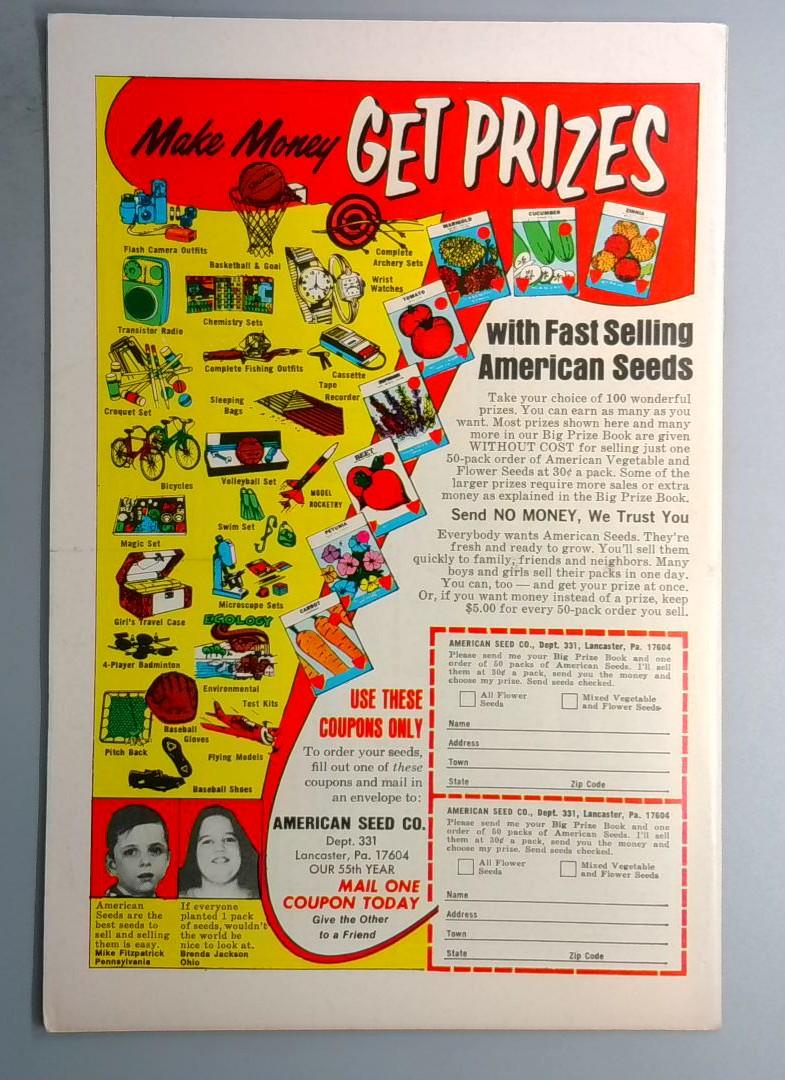 Make Money GET PRIZES
Flash Camera Outfits
Basketball & Goal
Complete
Archery Sets
Transistor Radio
Chemistry Sets
Wrist
Watches
Croquet Set
Complete Fishing Outfits
Cassette
Tape
Recorder
Sleeping
Bags
Bicycles
Volleyball Set
MODEL
ROCKETRY
Swim Set
Magic Set
Microscope Sets
Girl's Travel Case
ECOLOGY
4-Player Badminton
Environmental
Test Kits
Pitch Back
Baseball
Gloves
Flying Models
Baseball Shoes
MARIGOLD
CUCUMBER
ZINNIA
TOMATO
BEET
PETUNIA
CARROT
with Fast Selling
American Seeds
Take your choice of 100 wonderful
prizes. You can earn as many as you
want. Most prizes shown here and many
more in our Big Prize Book are given
WITHOUT COST for selling just one
50-pack order of American Vegetable and
Flower Seeds at 30¢ a pack. Some of the
larger prizes require more sales or extra
money as explained in the Big Prize Book.
Send NO MONEY, We Trust You
Everybody wants American Seeds. They're
fresh and ready to grow. You'll sell them
quickly to family, friends and neighbors. Many
boys and girls sell their packs in one day.
You can, too — and get your prize at once.
Or, if you want money instead of a prize, keep
$5.00 for every 50-pack order you sell.
USE THESE
COUPONS ONLY
To order your seeds,
fill out one of these
coupons and mail in
an envelope to:
AMERICAN SEED CO.
Dept. 331
Lancaster, Pa. 17604
OUR 55th YEAR
MAIL ONE
COUPON TODAY
Give the Other
to a Friend
American
Seeds are the
best seeds to
sell and selling
them is easy.
Mike Fitzpatrick
Pennsylvania
If everyone
planted 1 pack
of seeds, wouldn't
the world be
nice to look at.
Brenda Jackson
Ohio
AMERICAN SEED CO., Dept. 331, Lancaster, Pa. 17604
Please send me your Big Prize Book and one
order of 50 packs of American Seeds. I'll sell
them at 30¢ a pack, send you the money and
choose my prize. Send seeds checked.
All Flower
Seeds
Mixed Vegetable
and Flower Seeds
Name
Address
Town
State Zip Code
AMERICAN SEED CO., Dept. 331, Lancaster, Pa. 17604
Please send me your Big Prize Book and one
order of 50 packs of American Seeds. I'll sell
them at 30¢ a pack, send you the money and
choose my prize. Send seeds checked.
All Flower
Seeds
Mixed Vegetable
and Flower Seeds
Name
Address
Town
State Zip Code